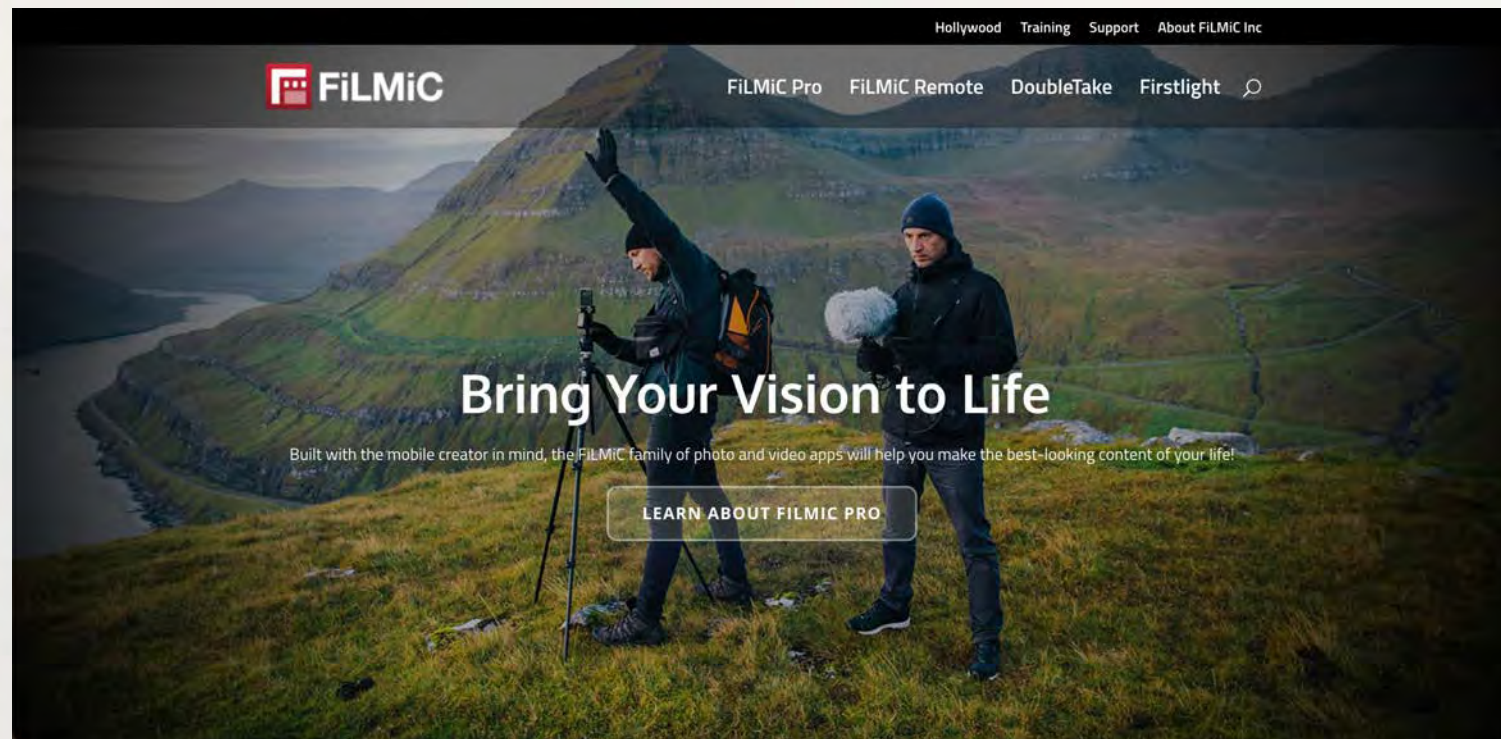 Hollywood Training Support About FiLMiC Inc
FiLMiC
FiLMiC Pro FiLMiC Remote DoubleTake Firstlight
Bring Your Vision to Life
Built with the mobile creator in mind, the FiLMiC family of photo and video apps will help you make the best-looking content of your life!
LEARN ABOUT FILMIC PRO